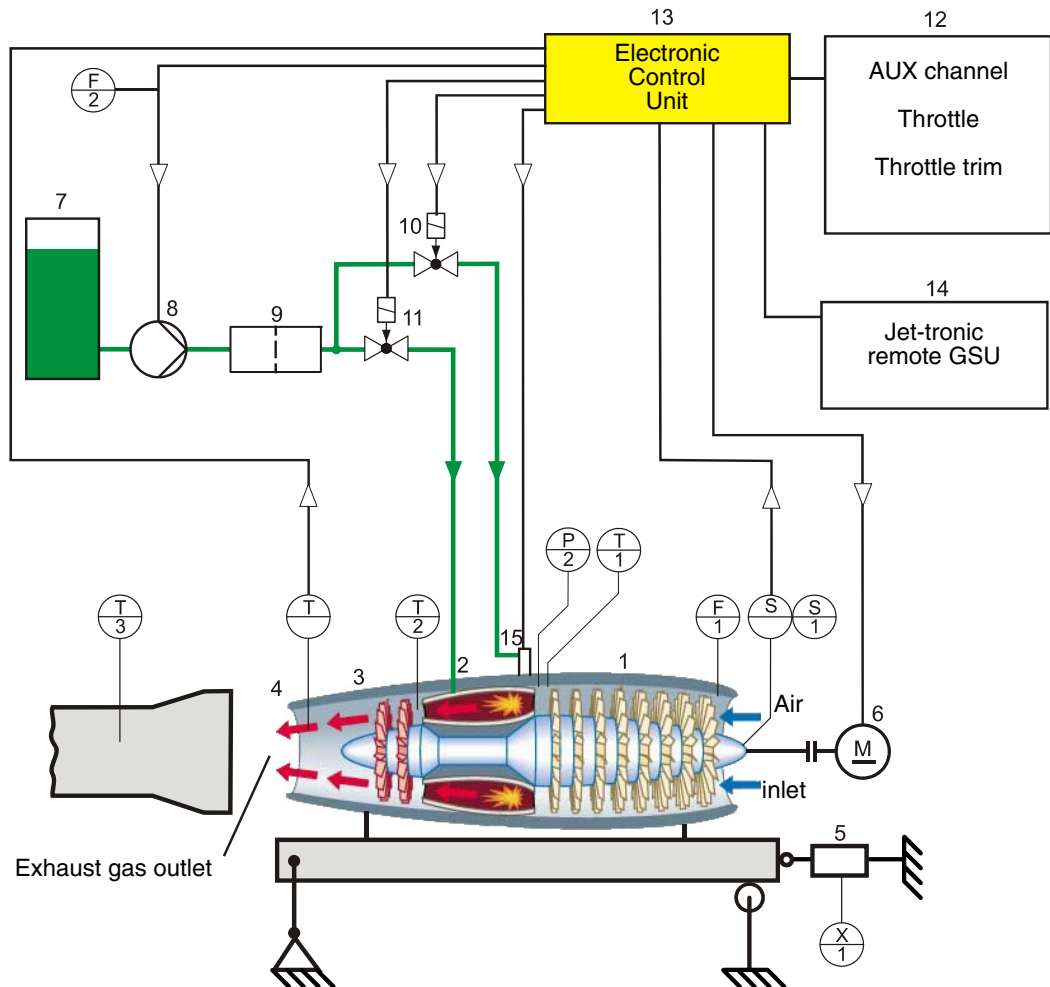 13
12
Electronic
Control
Unit
AUX channel
Throttle
Throttle trim
F
2
7
10
8
9
11
14
Jet-tronic
remote GSU
P
2
T
1
T
3
T
T
2
15
F
1
S
S
1
4
3
2
1
Air
6
M
inlet
Exhaust gas outlet
5
X
1